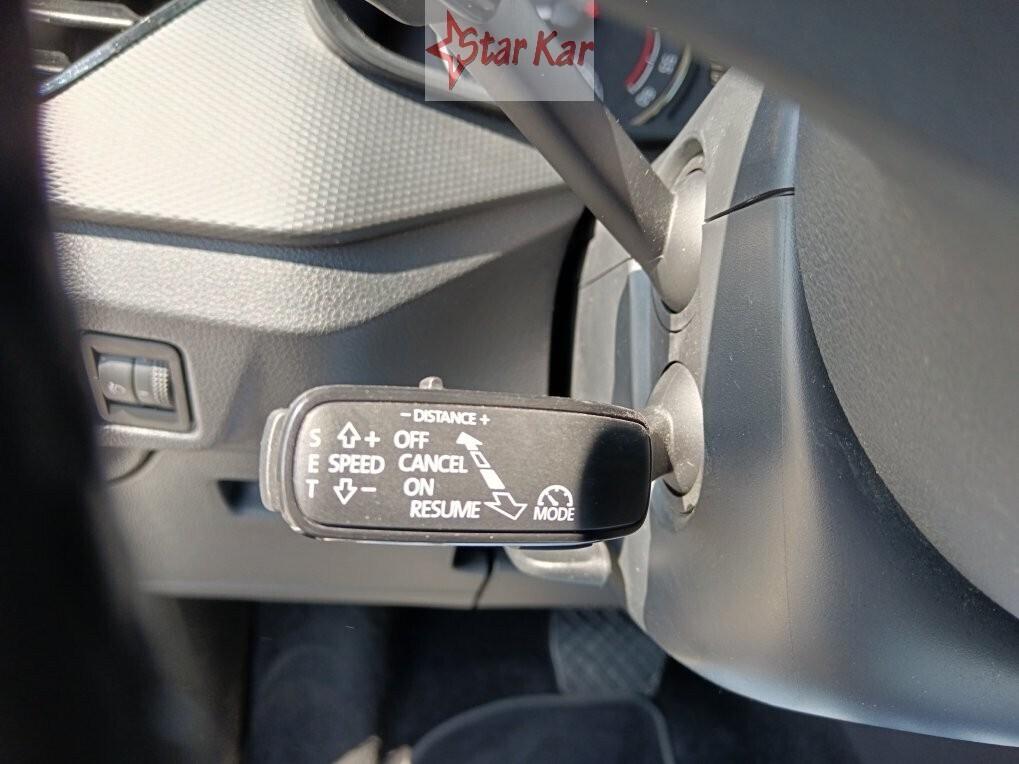 Star Kar
- DISTANCE +
S ⇧ + OFF
E SPEED CANCEL
T ⇩ - ON
RESUME
MODE